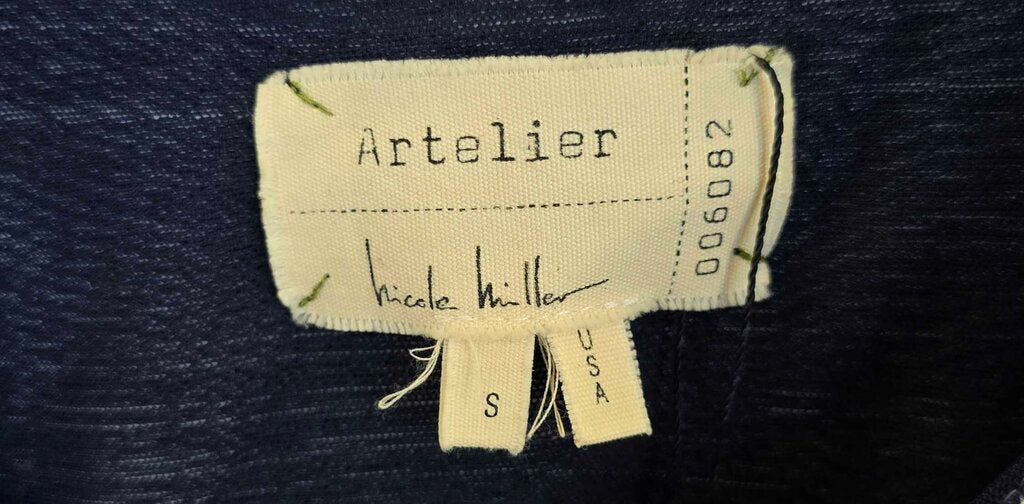 Artelier
nicole miller
006082
S
USA